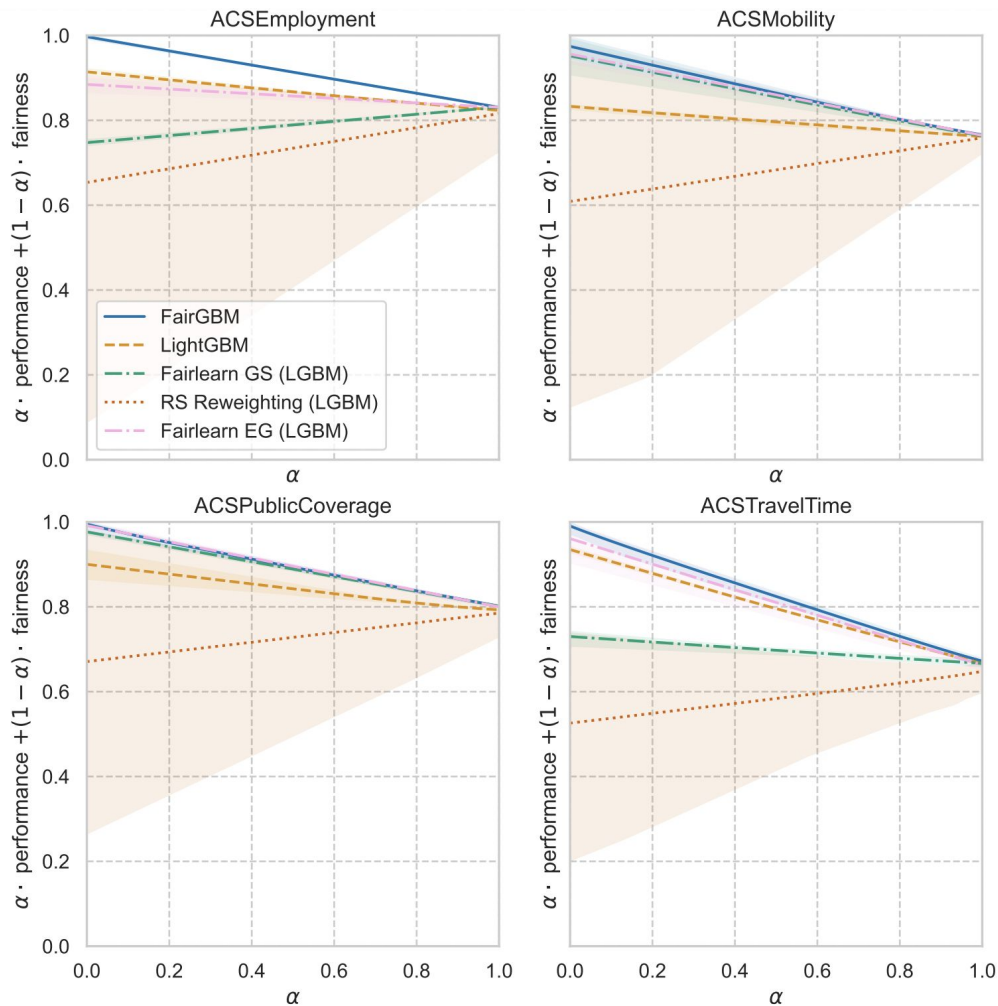 ACSEmployment
ACSMobility
α · performance +(1 − α) · fairness
1.0
0.8
0.6
0.4
0.2
0.0
FairGBM
LightGBM
Fairlearn GS (LGBM)
RS Reweighting (LGBM)
Fairlearn EG (LGBM)
α
α · performance +(1 − α) · fairness
α
ACSPublicCoverage
ACSTravelTime
α · performance +(1 − α) · fairness
1.0
0.8
0.6
0.4
0.2
0.0
0.0 0.2 0.4 0.6 0.8 1.0
α
α · performance +(1 − α) · fairness
0.0 0.2 0.4 0.6 0.8 1.0
α